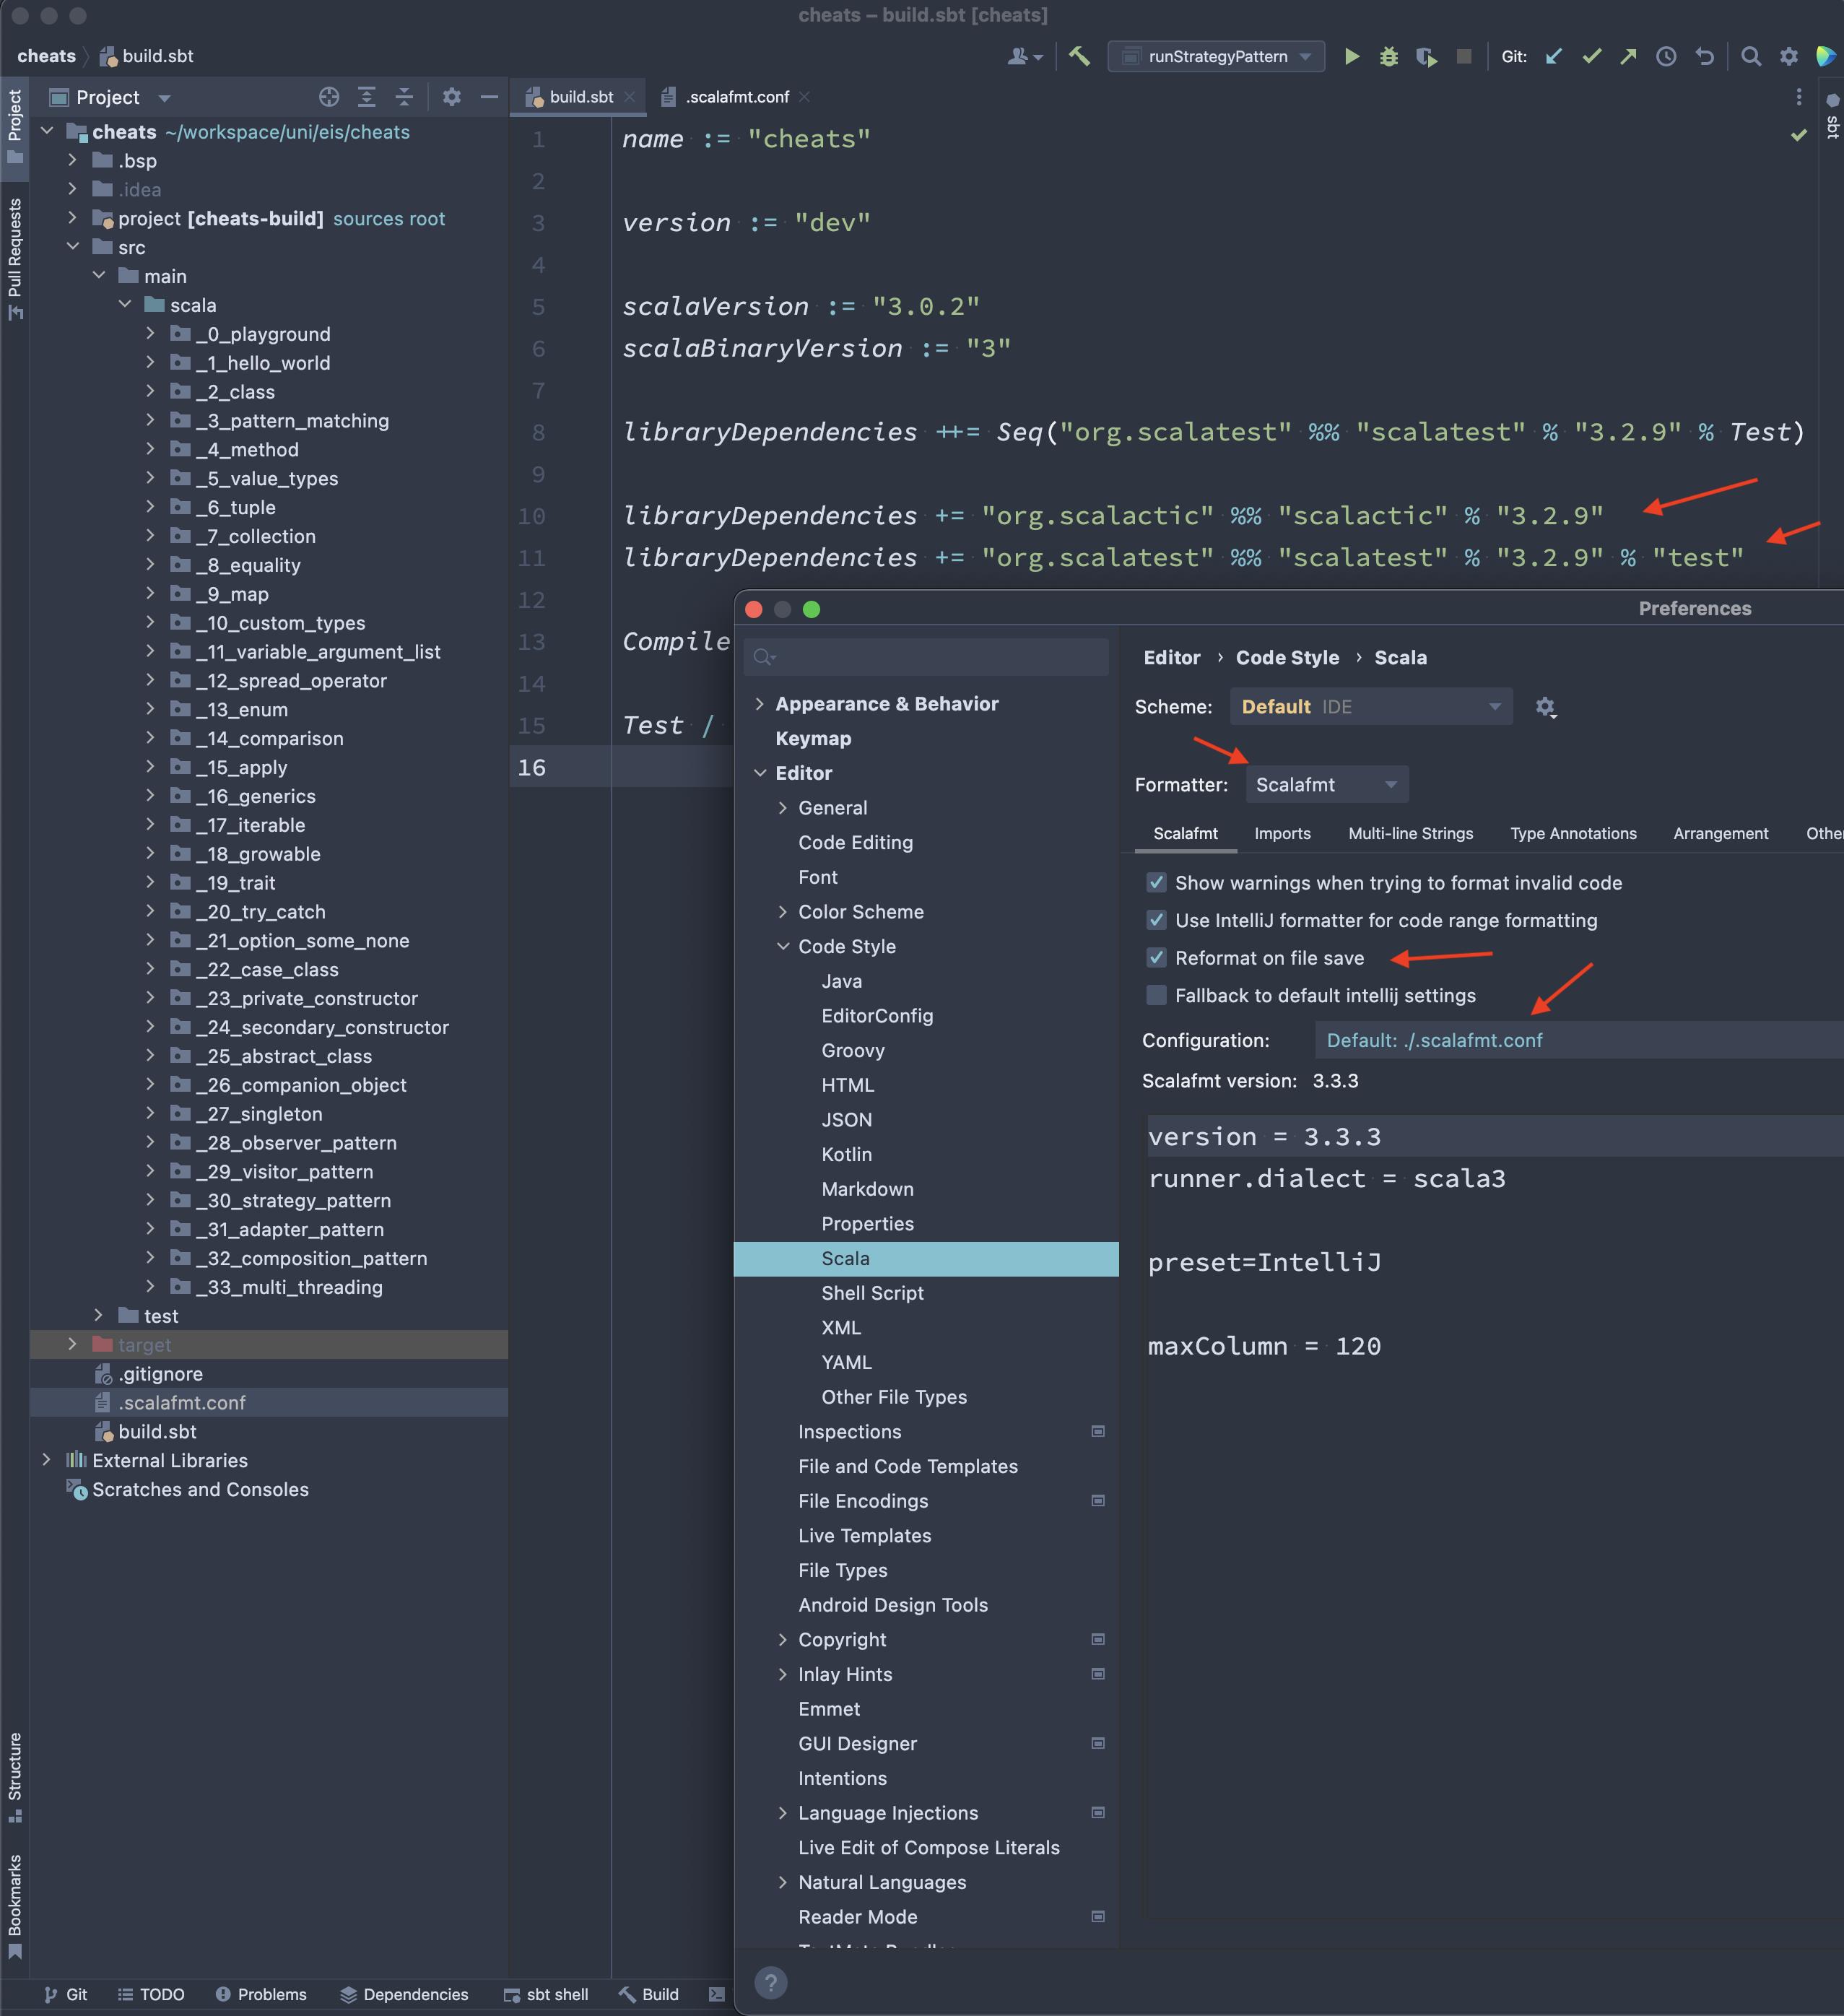 cheats – build.sbt [cheats]
cheats
build.sbt
runStrategyPattern
Git:
Project
build.sbt
.scalafmt.conf
Project
Pull Requests
Structure
Bookmarks
sbt
cheats ~/workspace/uni/eis/cheats
.bsp
.idea
project [cheats-build] sources root
src
main
scala
_0_playground
_1_hello_world
_2_class
_3_pattern_matching
_4_method
_5_value_types
_6_tuple
_7_collection
_8_equality
_9_map
_10_custom_types
_11_variable_argument_list
_12_spread_operator
_13_enum
_14_comparison
_15_apply
_16_generics
_17_iterable
_18_growable
_19_trait
_20_try_catch
_21_option_some_none
_22_case_class
_23_private_constructor
_24_secondary_constructor
_25_abstract_class
_26_companion_object
_27_singleton
_28_observer_pattern
_29_visitor_pattern
_30_strategy_pattern
_31_adapter_pattern
_32_composition_pattern
_33_multi_threading
test
target
.gitignore
.scalafmt.conf
build.sbt
External Libraries
Scratches and Consoles
1 name := "cheats"
2
3 version := "dev"
4
5 scalaVersion := "3.0.2"
6 scalaBinaryVersion := "3"
7
8 libraryDependencies ++= Seq("org.scalatest" %% "scalatest" % "3.2.9" % Test)
9
10 libraryDependencies += "org.scalactic" %% "scalactic" % "3.2.9"
11 libraryDependencies += "org.scalatest" %% "scalatest" % "3.2.9" % "test"
12
13 Compile
14
15 Test /
16
Preferences
Appearance & Behavior
Keymap
Editor
General
Code Editing
Font
Color Scheme
Code Style
Java
EditorConfig
Groovy
HTML
JSON
Kotlin
Markdown
Properties
Scala
Shell Script
XML
YAML
Other File Types
Inspections
File and Code Templates
File Encodings
Live Templates
File Types
Android Design Tools
Copyright
Inlay Hints
Emmet
GUI Designer
Intentions
Language Injections
Live Edit of Compose Literals
Natural Languages
Reader Mode
Editor › Code Style › Scala
Scheme: Default IDE
Formatter: Scalafmt
Scalafmt Imports Multi-line Strings Type Annotations Arrangement Other
Show warnings when trying to format invalid code
Use IntelliJ formatter for code range formatting
Reformat on file save
Fallback to default intellij settings
Configuration: Default: ./.scalafmt.conf
Scalafmt version: 3.3.3
version = 3.3.3
runner.dialect = scala3
preset=IntelliJ
maxColumn = 120
?
Git TODO Problems Dependencies sbt shell Build